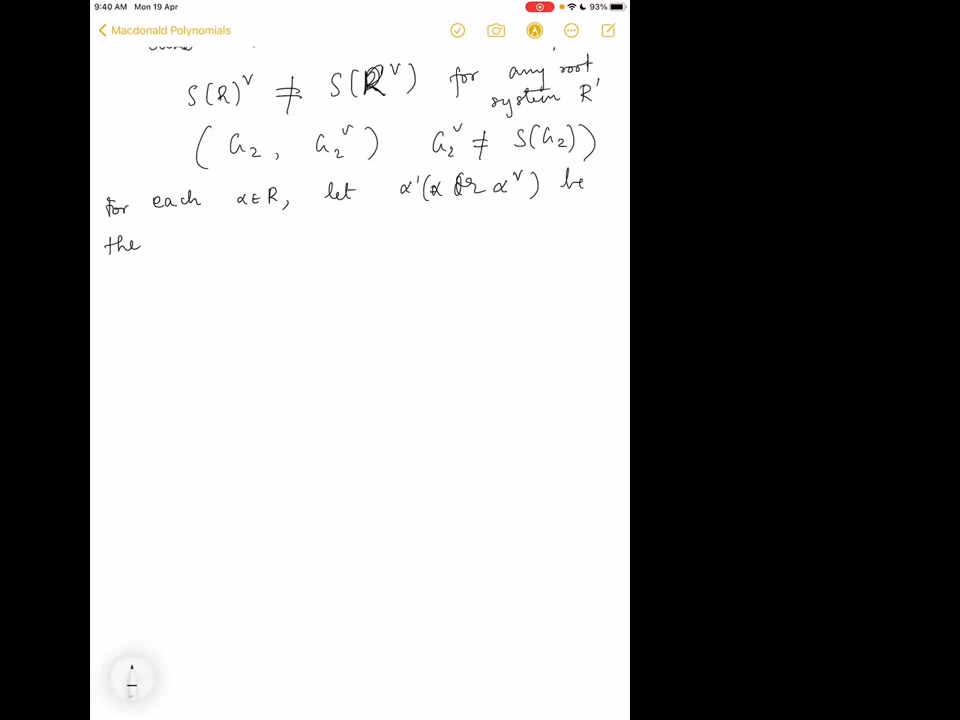 9:40 AM Mon 19 Apr 93%
Macdonald Polynomials
S(R)^∨ ≠ S(R^∨) for any root
system R'
(G₂, G₂^∨) G₂^∨ ≠ S(G₂))
for each α∈R, let α'(α or α^∨) be
the